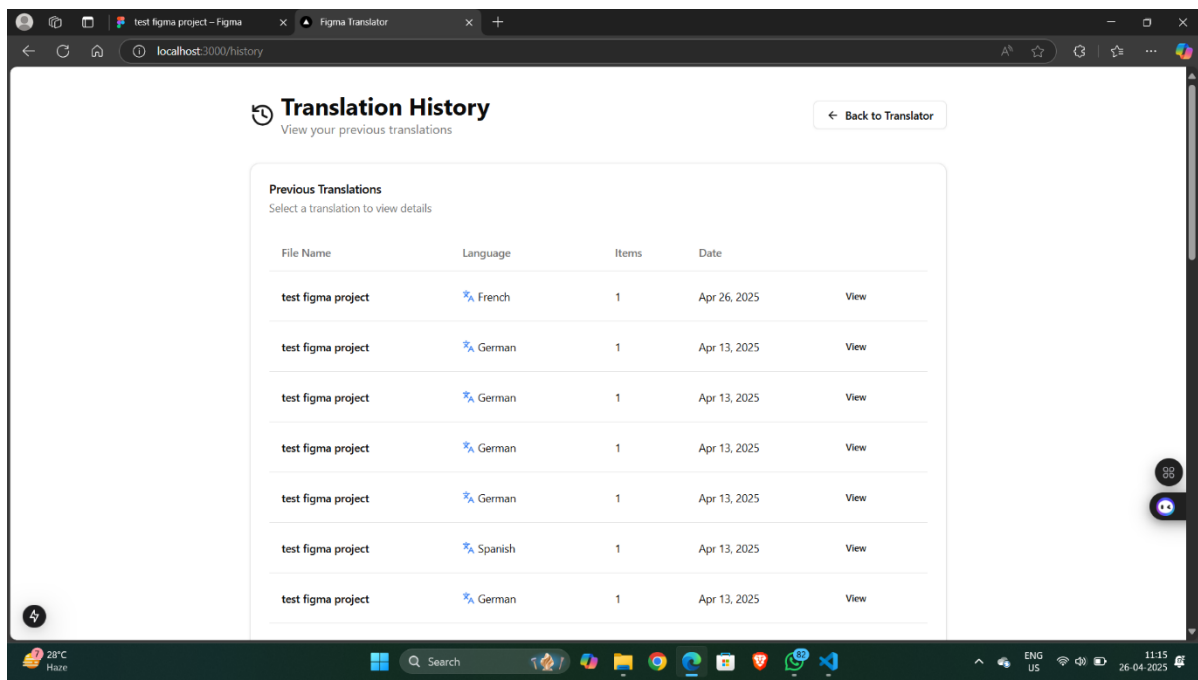 test figma project – Figma
Figma Translator
localhost:3000/history
Translation History
View your previous translations
Back to Translator
Previous Translations
Select a translation to view details
File Name Language Items Date
test figma project French 1 Apr 26, 2025 View
test figma project German 1 Apr 13, 2025 View
test figma project German 1 Apr 13, 2025 View
test figma project German 1 Apr 13, 2025 View
test figma project German 1 Apr 13, 2025 View
test figma project Spanish 1 Apr 13, 2025 View
test figma project German 1 Apr 13, 2025 View
7
28°C
Haze
Search
82
ENG
US
11:15
26-04-2025